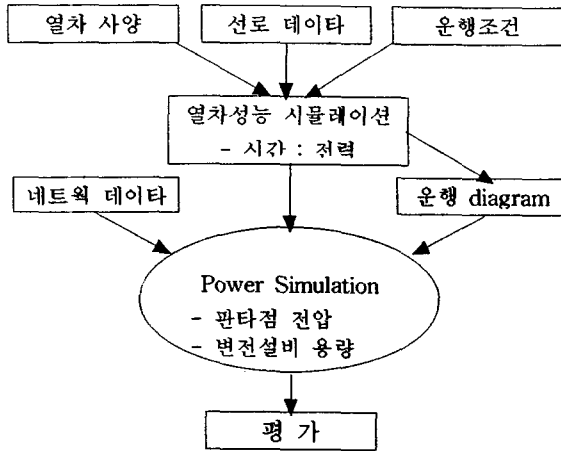 열차 사양
선로 데이타
운행조건
열차성능 시뮬레이션
- 시간 : 전력
네트웍 데이타
운행 diagram
Power Simulation
- 판타점 전압
- 변전설비 용량
평 가